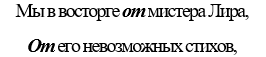 Мы в восторге от мистера Лира,
От его невозможных стихов,